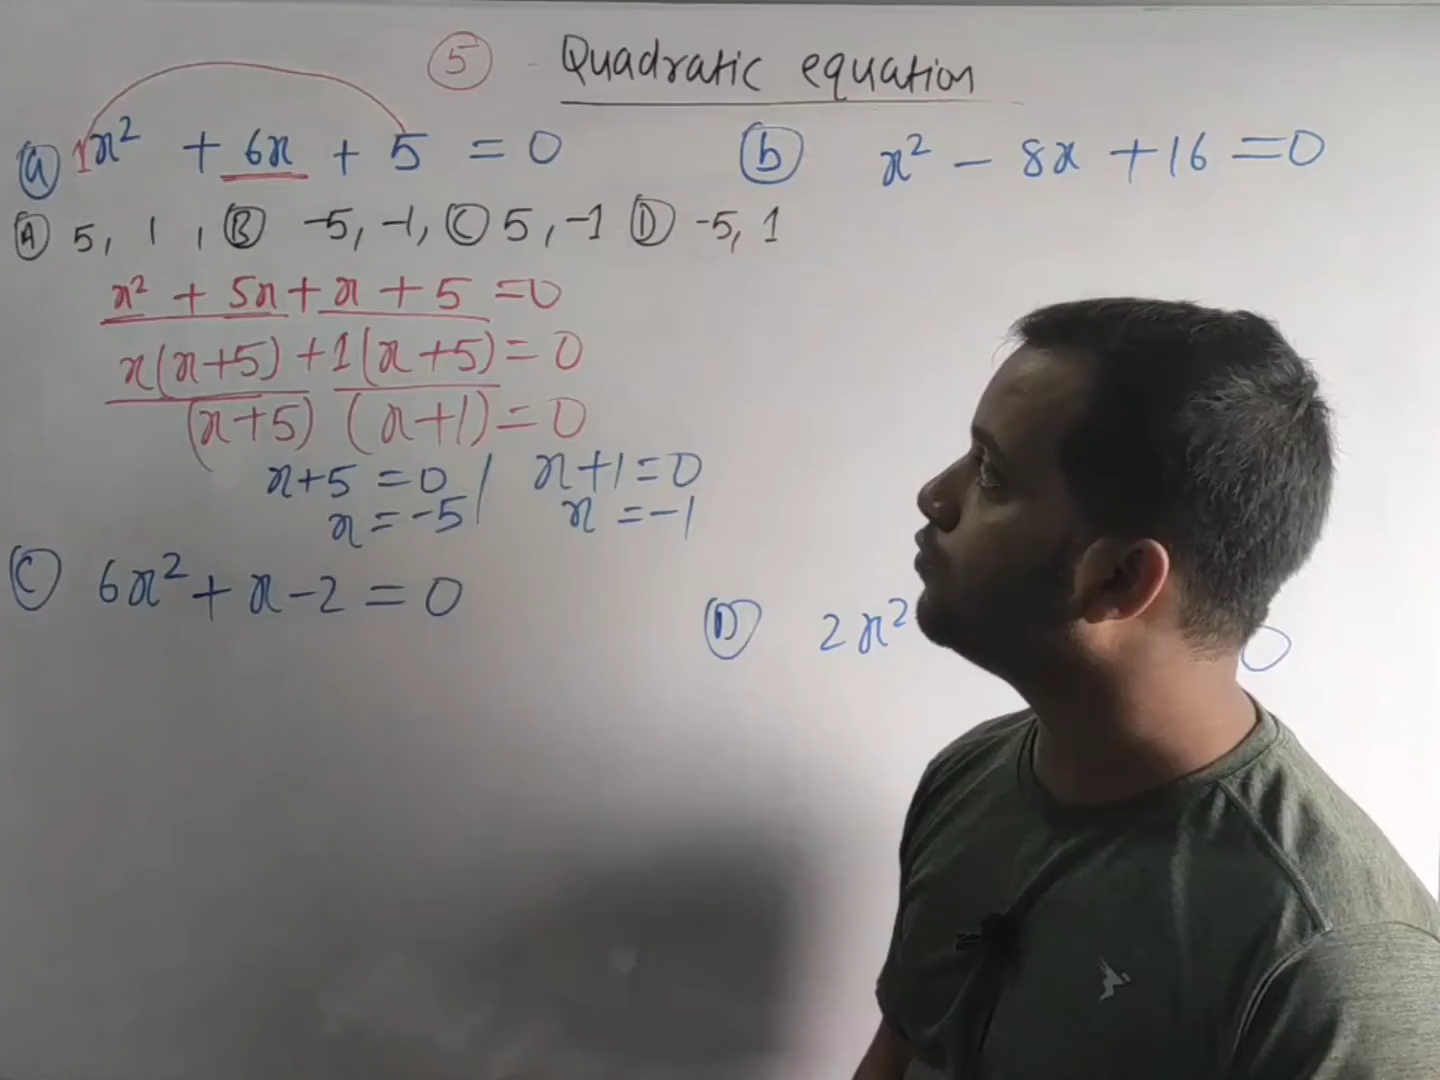 5 - Quadratic equation
a 1x² + 6x + 5 = 0
b x² - 8x + 16 = 0
A 5, 1 , B -5, -1, C 5, -1 D -5, 1
x² + 5x + x + 5 = 0
x(x+5) + 1(x+5) = 0
(x+5) (x+1) = 0
x+5 = 0 / x+1 = 0
x = -5 | x = -1
C 6x² + x - 2 = 0
D 2x² 0